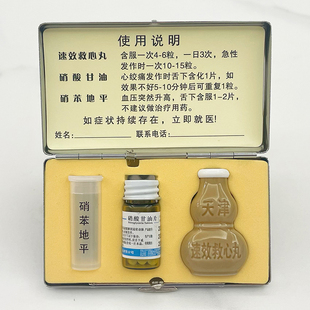 使用说明
速效救心丸 含服一次4-6粒，一日3次，急性
发作时一次10-15粒。
硝酸甘油 心绞痛发作时舌下含化1片，如
效果不好5-10分钟后可重复1粒。
硝苯地平 血压突然升高，舌下含服1-2片，
不建议做治疗用药。
如症状持续存在，立即就医！
姓名： 联系电话：
硝苯地平
硝酸甘油片
天津
速效救心丸